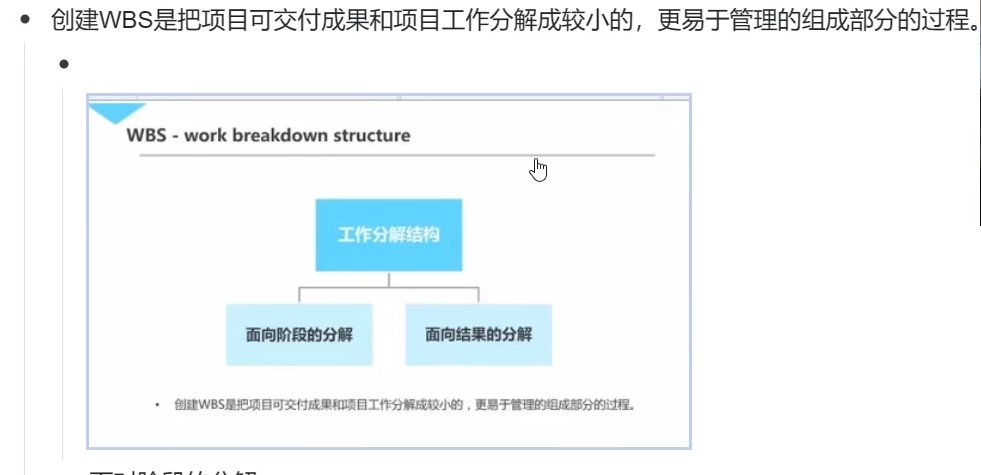 创建WBS是把项目可交付成果和项目工作分解成较小的，更易于管理的组成部分的过程。
WBS - work breakdown structure
工作分解结构
面向阶段的分解
面向结果的分解
创建WBS是把项目可交付成果和项目工作分解成较小的，更易于管理的组成部分的过程。